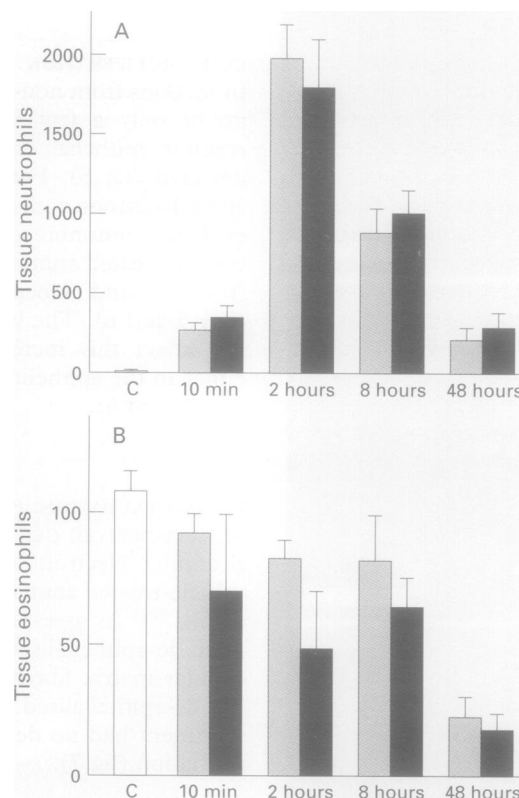 A
Tissue neutrophils
2000
1500
1000
500
0
C 10 min 2 hours 8 hours 48 hours
B
Tissue eosinophils
100
50
0
C 10 min 2 hours 8 hours 48 hours